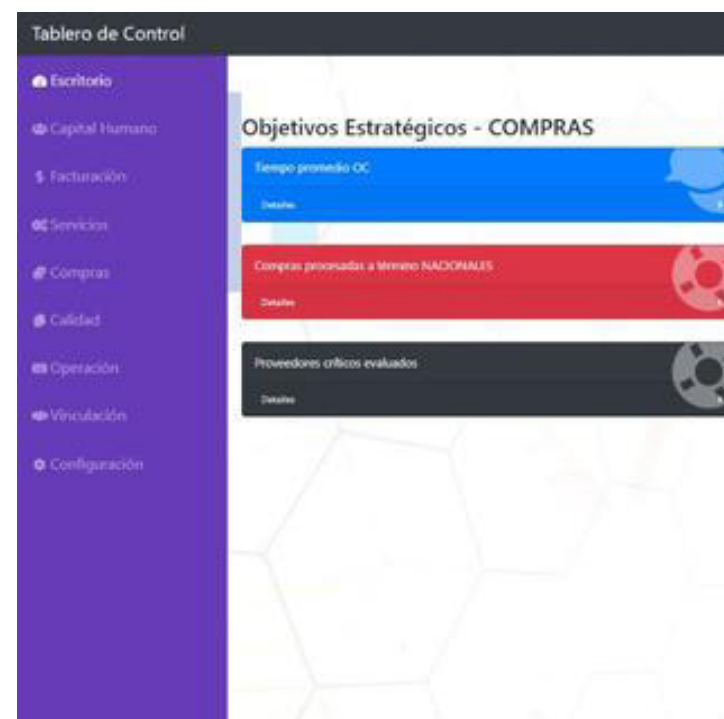 Tablero de Control
Escritorio
Capital Humano
Facturación
Servicios
Compras
Calidad
Operación
Vinculación
Configuración
Objetivos Estratégicos - COMPRAS
Tiempo promedio OC
Detalles
Compras procesadas a término NACIONALES
Detalles
Proveedores críticos evaluados
Detalles